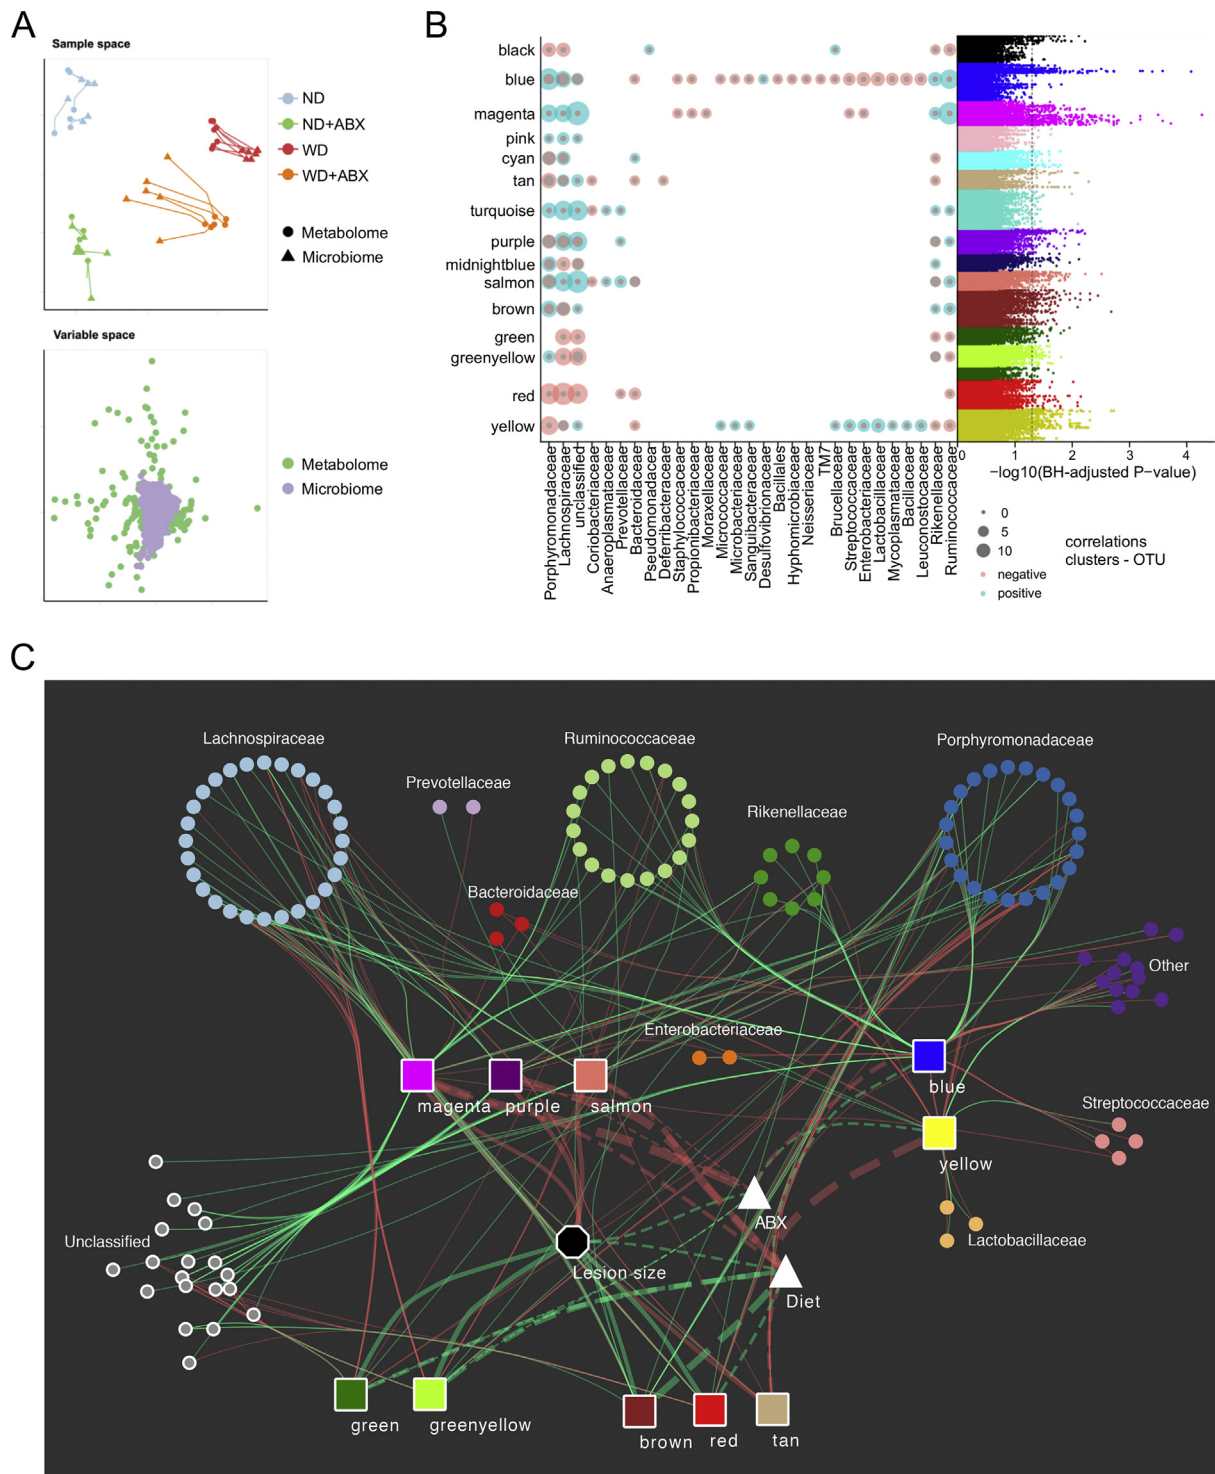 A
Sample space
ND
ND+ABX
WD
WD+ABX
Metabolome
Microbiome
Variable space
Metabolome
Microbiome
B
black
blue
magenta
pink
cyan
tan
turquoise
purple
midnightblue
salmon
brown
green
greenyellow
red
yellow
Porphyromonadaceae
Lachnospiraceae
unclassified
Coriobacteriaceae
Anaeroplasmataceae
Prevotellaceae
Bacteroidaceae
Pseudomonadacea
Deferribacteraceae
Staphylococcaceae
Propionibacteriaceae
Moraxellaceae
Micrococcaceae
Microbacteriaceae
Sanguibacteraceae
Desulfovibrionaceae
Bacillales
Hyphomicrobiaceae
Neisseriaceae
TM7
Brucellaceae
Streptococcaceae
Enterobacteriaceae
Lactobacillaceae
Mycoplasmataceae
Bacillaceae
Leuconostocaceae
Rikenellaceae
Ruminococcaceae
0 1 2 3 4
−log10(BH-adjusted P-value)
0
5
10
correlations
clusters - OTU
negative
positive
C
Lachnospiraceae
Ruminococcaceae
Porphyromonadaceae
Prevotellaceae
Rikenellaceae
Bacteroidaceae
Other
Enterobacteriaceae
blue
magenta purple salmon
Streptococcaceae
yellow
ABX
Unclassified
Lactobacillaceae
Lesion size
Diet
green greenyellow
brown red tan